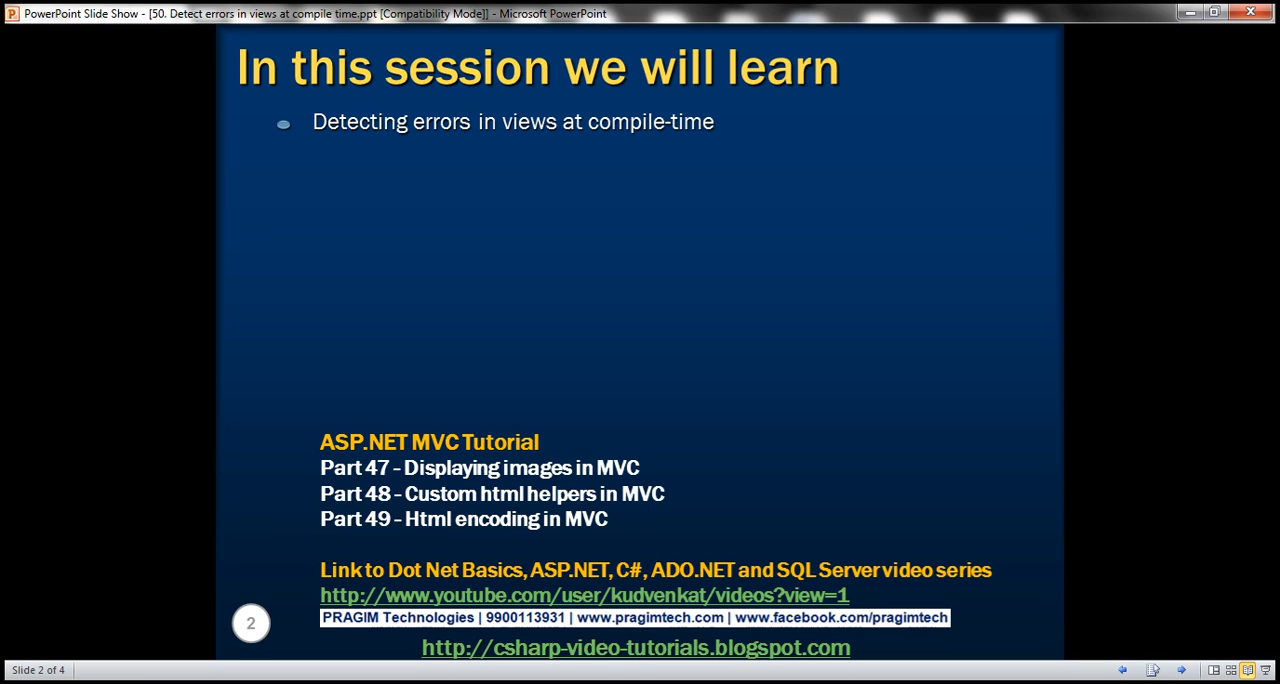 PowerPoint Slide Show - [50. Detect errors in views at compile time.ppt [Compatibility Mode]] - Microsoft PowerPoint
In this session we will learn
Detecting errors in views at compile-time
ASP.NET MVC Tutorial
Part 47 - Displaying images in MVC
Part 48 - Custom html helpers in MVC
Part 49 - Html encoding in MVC
Link to Dot Net Basics, ASP.NET, C#, ADO.NET and SQL Server video series
http://www.youtube.com/user/kudvenkat/videos?view=1
PRAGIM Technologies | 9900113931 | www.pragimtech.com | www.facebook.com/pragimtech
2
http://csharp-video-tutorials.blogspot.com
Slide 2 of 4